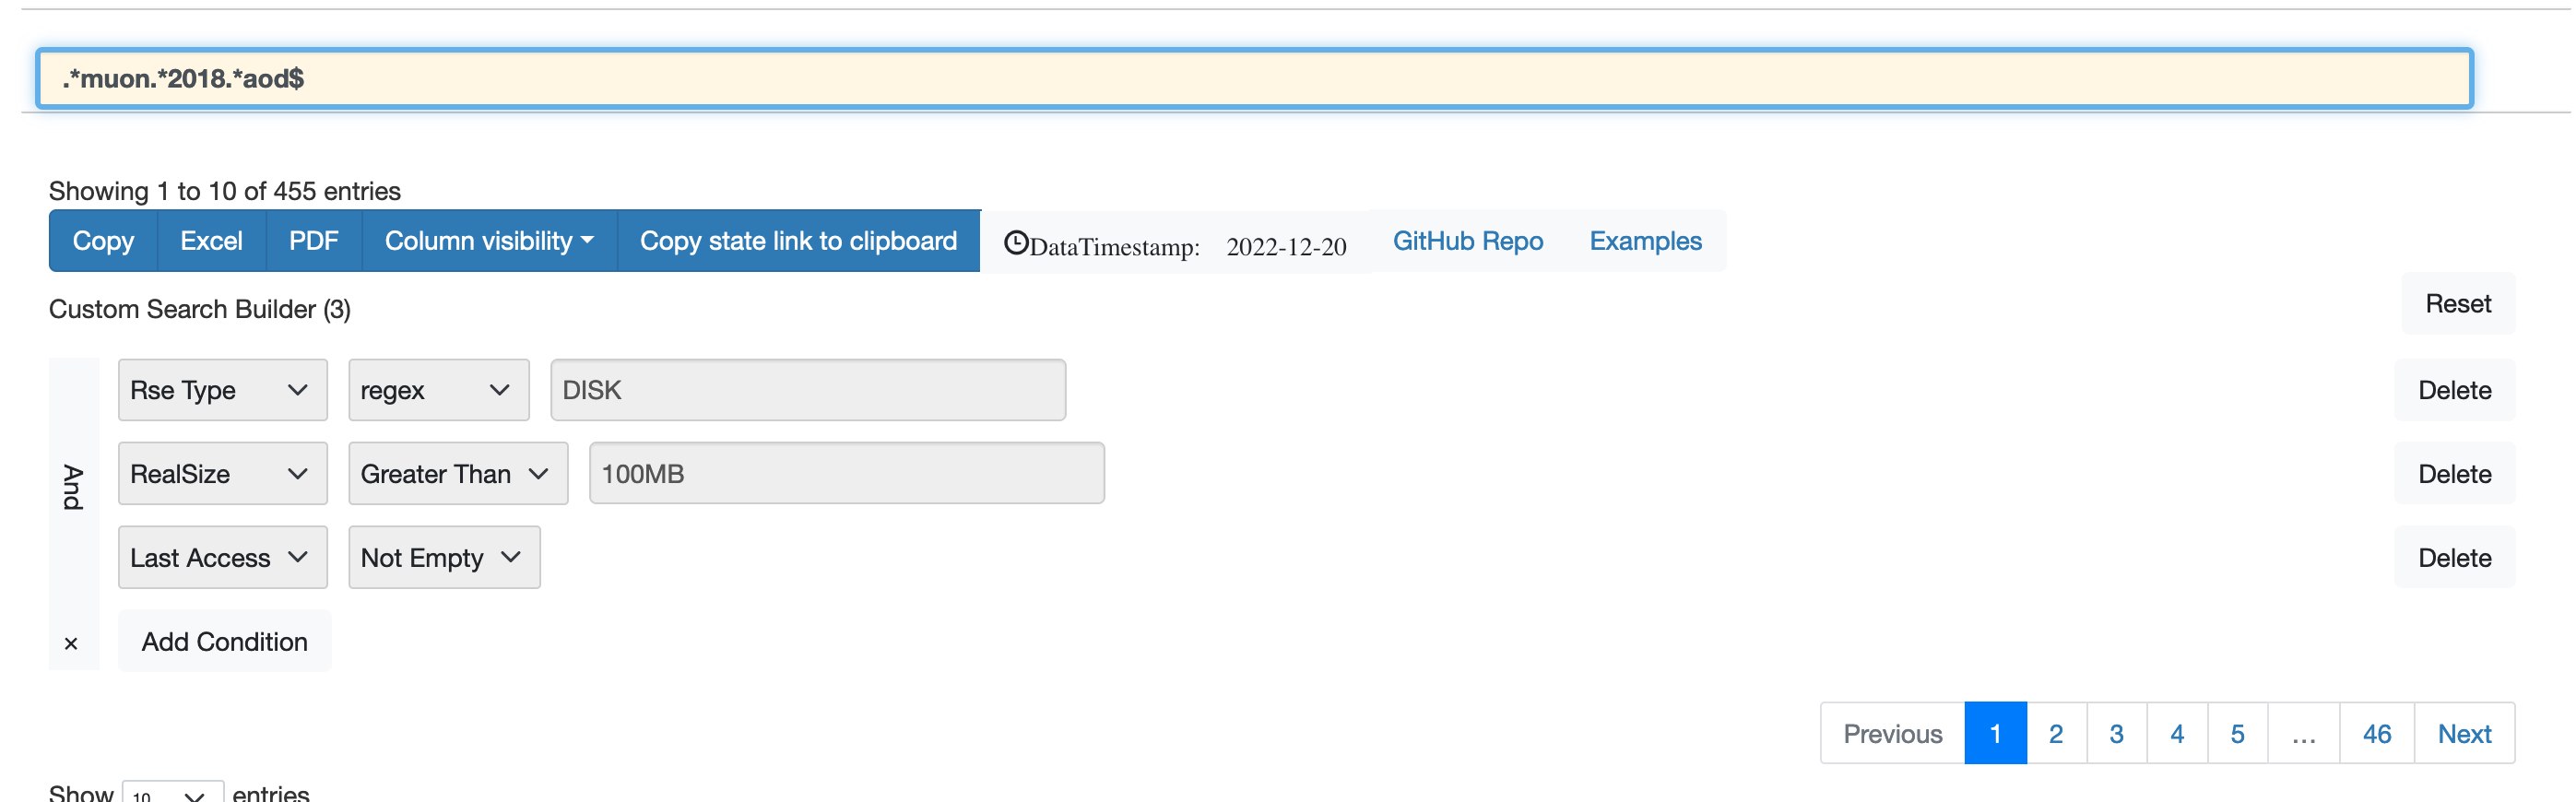 .*muon.*2018.*aod$
Showing 1 to 10 of 455 entries
Copy Excel PDF Column visibility Copy state link to clipboard DataTimestamp: 2022-12-20 GitHub Repo Examples
Custom Search Builder (3) Reset
And
Rse Type regex DISK Delete
RealSize Greater Than 100MB Delete
Last Access Not Empty Delete
× Add Condition
Previous 1 2 3 4 5 … 46 Next
Show 10 entries